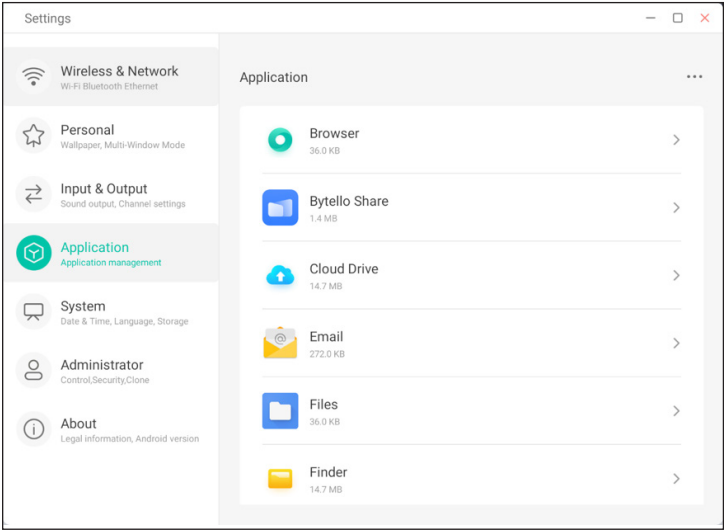 Settings
Wireless & Network
Wi-Fi Bluetooth Ethernet
Personal
Wallpaper, Multi-Window Mode
Input & Output
Sound output, Channel settings
Application
Application management
System
Date & Time, Language, Storage
Administrator
Control,Security,Clone
About
Legal information, Android version
Application
Browser
36.0 KB
Bytello Share
1.4 MB
Cloud Drive
14.7 MB
Email
272.0 KB
Files
36.0 KB
Finder
14.7 MB